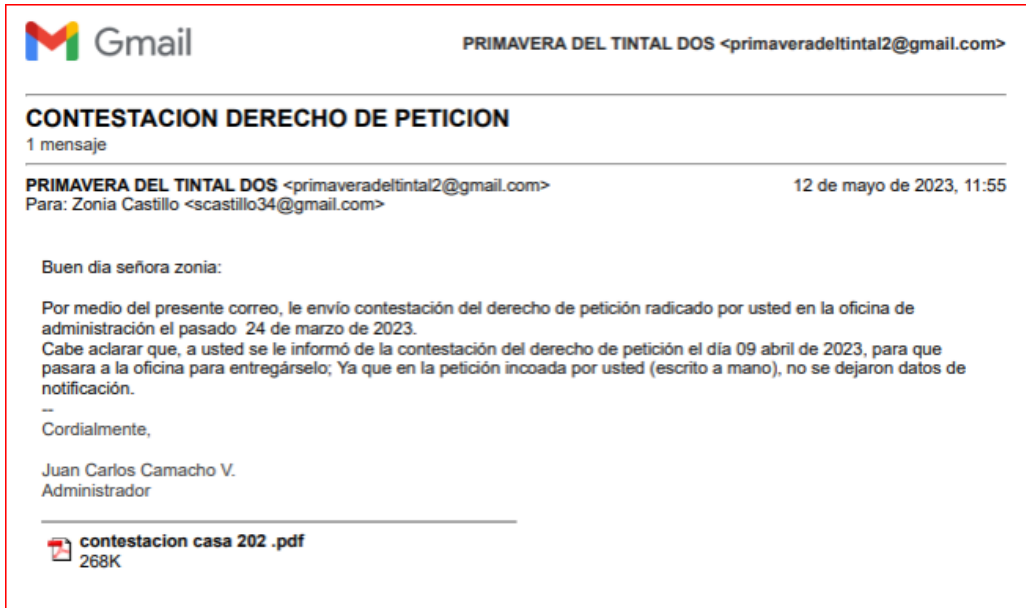 Gmail
PRIMAVERA DEL TINTAL DOS <primaveradeltintal2@gmail.com>
CONTESTACION DERECHO DE PETICION
1 mensaje
PRIMAVERA DEL TINTAL DOS <primaveradeltintal2@gmail.com>
12 de mayo de 2023, 11:55
Para: Zonia Castillo <scastillo34@gmail.com>
Buen dia señora zonia:
Por medio del presente correo, le envío contestación del derecho de petición radicado por usted en la oficina de
administración el pasado  24 de marzo de 2023.
Cabe aclarar que, a usted se le informó de la contestación del derecho de petición el día 09 abril de 2023, para que
pasara a la oficina para entregárselo; Ya que en la petición incoada por usted (escrito a mano), no se dejaron datos de
notificación.
--
Cordialmente,
Juan Carlos Camacho V.
Administrador
contestacion casa 202 .pdf
268K